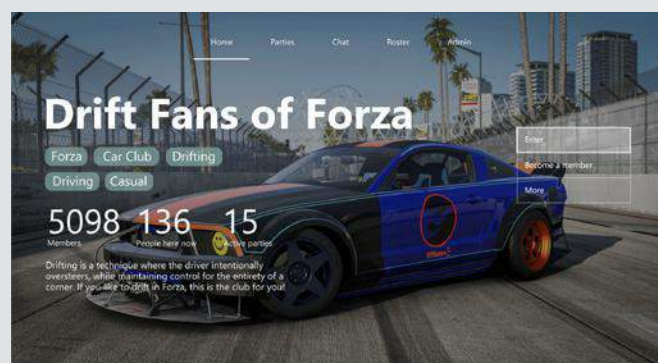 Home Parties Chat Roster Admin
Drift Fans of Forza
Forza Car Club Drifting
Driving Casual
Enter
Become a member
More
5098 136 15
Members People here now Active parties
Drifting is a technique where the driver intentionally
oversteers, while maintaining control for the entirety of a
corner. If you like to drift in Forza, this is the club for you!